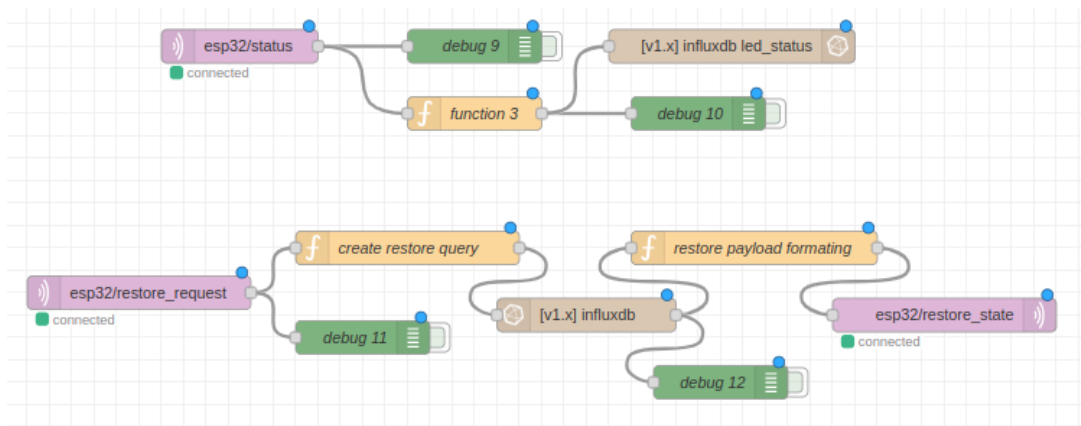 esp32/status
connected
debug 9
[v1.x] influxdb led_status
function 3
debug 10
create restore query
restore payload formating
esp32/restore_request
connected
[v1.x] influxdb
esp32/restore_state
connected
debug 11
debug 12